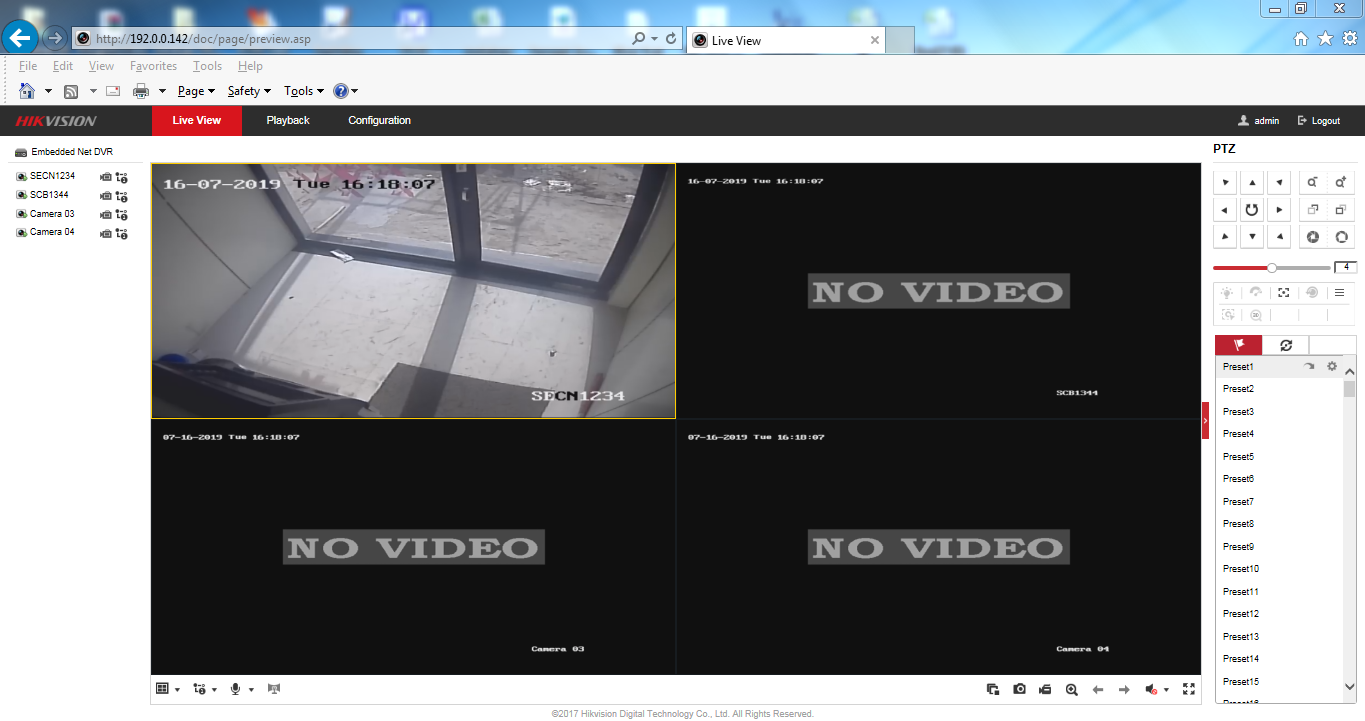 http://192.0.0.142/doc/page/preview.asp
Live View
File Edit View Favorites Tools Help
Page Safety Tools
HIKVISION Live View Playback Configuration admin Logout
Embedded Net DVR
SECN1234
SCB1344
Camera 03
Camera 04
16-07-2019 Tue 16:18:07
SECN1234
16-07-2019 Tue 16:18:07
NO VIDEO
SCB1344
07-16-2019 Tue 16:18:07
NO VIDEO
Camera 03
07-16-2019 Tue 16:18:07
NO VIDEO
Camera 04
PTZ
4
Preset1
Preset2
Preset3
Preset4
Preset5
Preset6
Preset7
Preset8
Preset9
Preset10
Preset11
Preset12
Preset13
Preset14
Preset15
©2017 Hikvision Digital Technology Co., Ltd. All Rights Reserved.